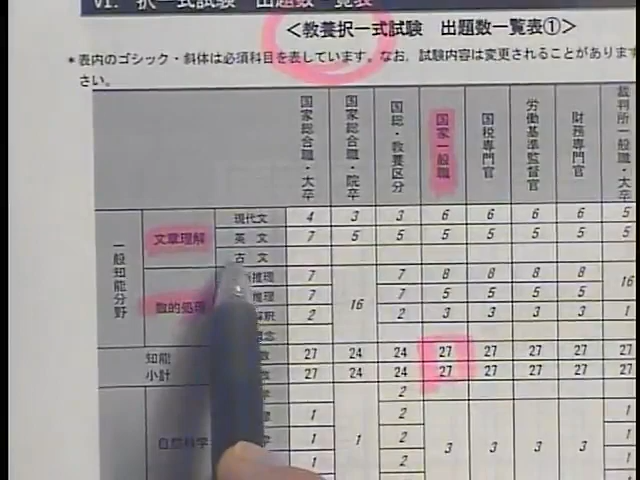 VI. 択一式試験 出題数一覧表
＜教養択一式試験 出題数一覧表①＞
*表内のゴシック・斜体は必須科目を表しています。なお、試験内容は変更されることがあります
さい。
国家総合職・大卒 国家総合職・院卒 国総・教養区分 国家一般職 国税専門官 労働基準監督官 財務専門官 裁判所一般職・大卒
一般知能分野
文章理解
現代文 4 3 3 6 6 6 6 5
英文 7 5 5 5 5 5 5 5
古文
数的処理
推理 7 7 8 8 8 8
推理 7 16 7 5 5 5 5 16
解釈 2 2 3 3 3 3 1
知能 27 24 24 27 27 27 27 27
小計 27 24 24 27 27 27 27 27
自然科学
2
1 2 1
1 1 2 3 3 3 3 1
1 2 1